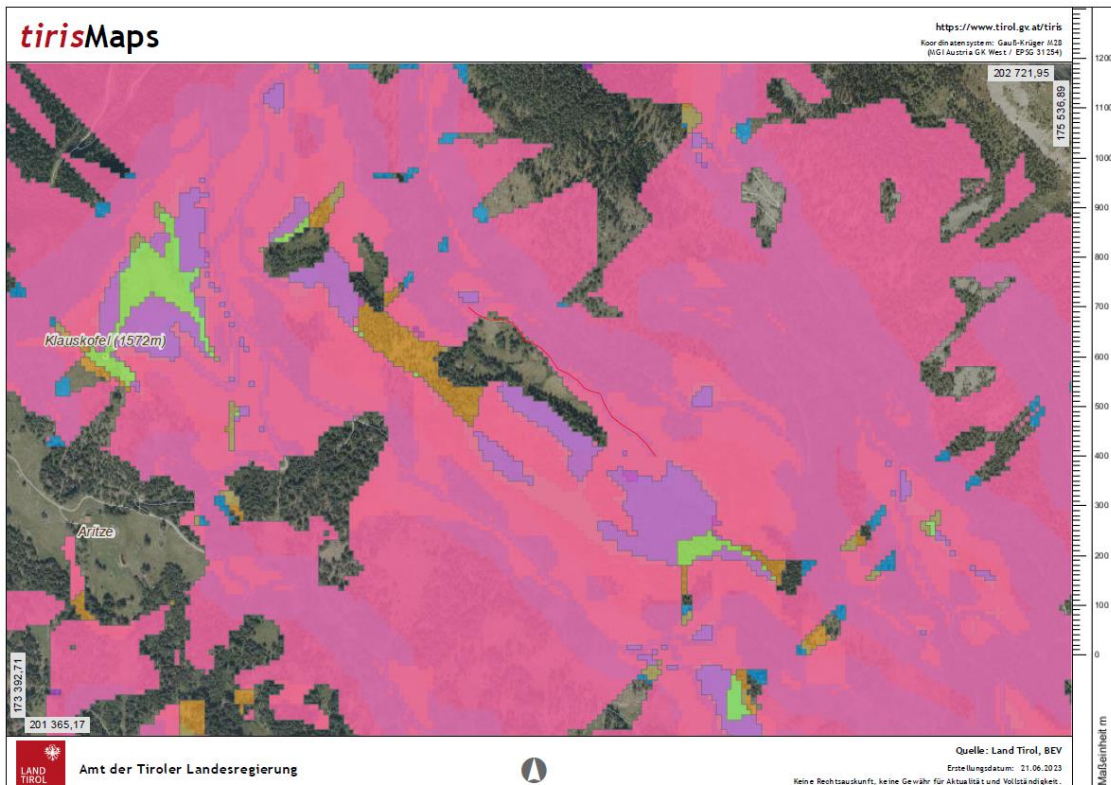 tirisMaps
https://www.tirol.gv.at/tiris
Koordinatensystem: Gauß-Krüger M28
(MGI Austria GK West / EPSG 31254)
202 721,95
175 536,89
Klauskofel (1572m)
Aritze
173 392,71
201 365,17
1200
1100
1000
900
800
700
600
500
400
300
200
100
0
Maßeinheit m
LAND
TIROL
Amt der Tiroler Landesregierung
Quelle: Land Tirol, BEV
Erstellungsdatum: 21.06.2023
Keine Rechtsauskunft, keine Gewähr für Aktualität und Vollständigkeit.